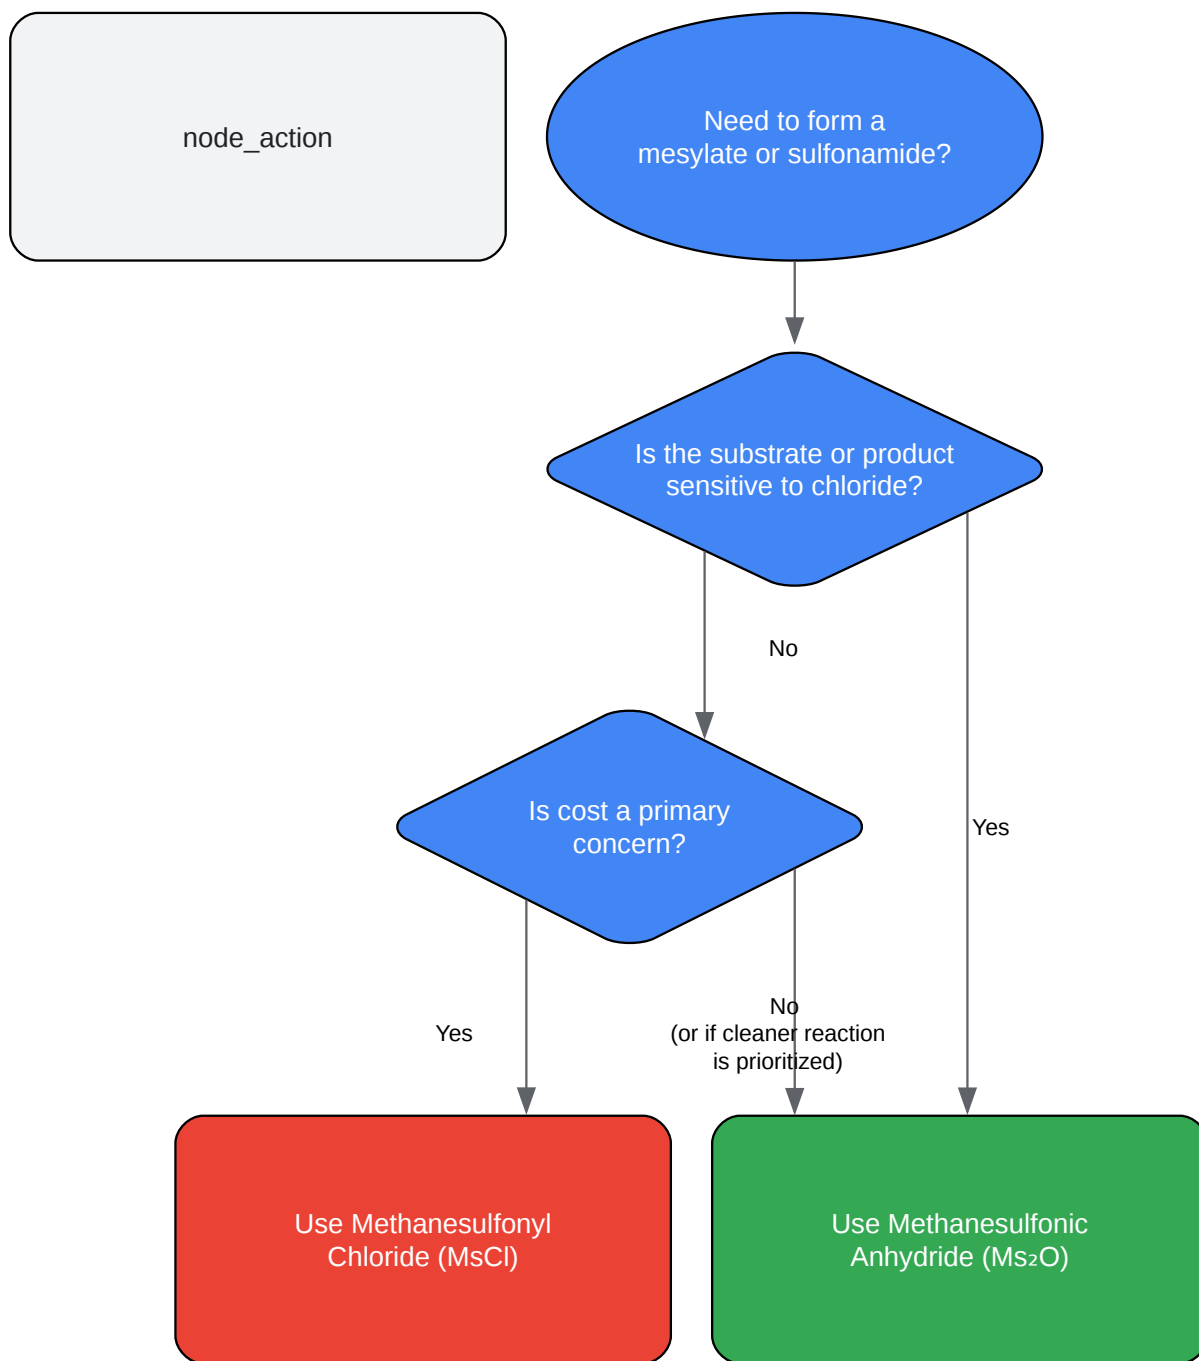 node_action
Need to form a
mesylate or sulfonamide?
Is the substrate or product
sensitive to chloride?
No
Is cost a primary
concern?
Yes
Yes
No
(or if cleaner reaction
is prioritized)
Use Methanesulfonyl
Chloride (MsCl)
Use Methanesulfonic
Anhydride (Ms₂O)